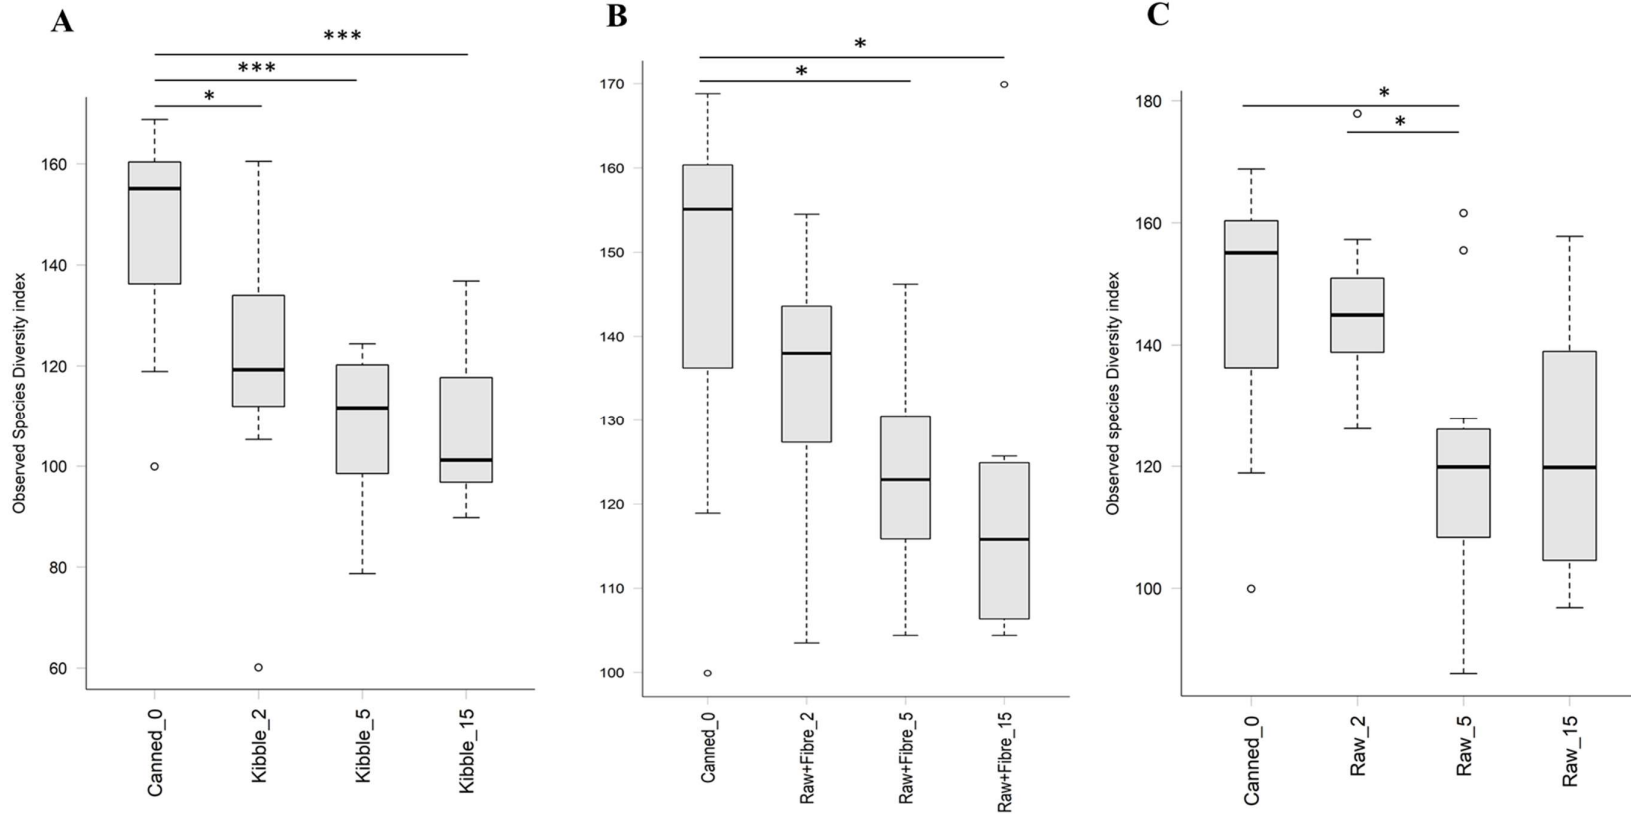 A
***
***
*
Observed Species Diversity index
160
140
120
100
80
60
Canned_0
Kibble_2
Kibble_5
Kibble_15
B
*
*
170
160
150
140
130
120
110
100
Canned_0
Raw+Fibre_2
Raw+Fibre_5
Raw+Fibre_15
C
*
*
Observed species Diversity index
180
160
140
120
100
Canned_0
Raw_2
Raw_5
Raw_15